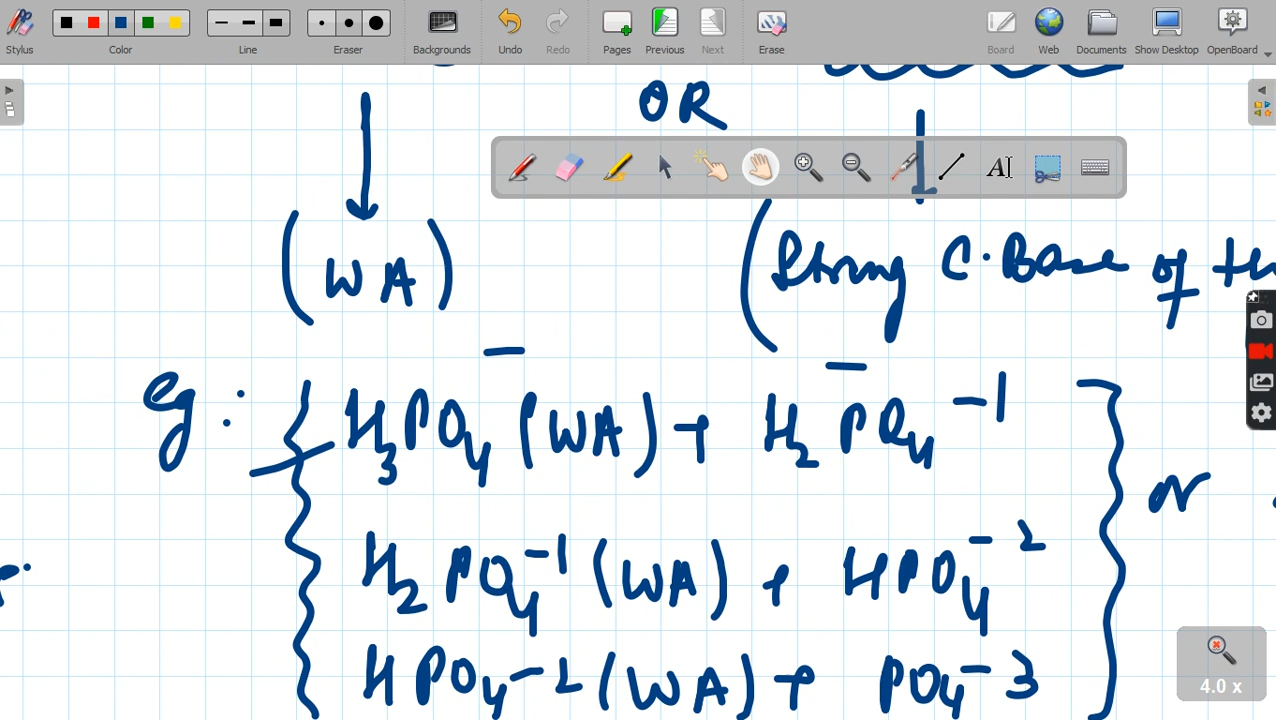 Stylus Color Line Eraser Backgrounds Undo Redo Pages Previous Next Erase Board Web Documents Show Desktop OpenBoard
OR
(WA) (Strong C. Base of
eg: H3PO4 (WA) + H2PO4-1
or
H2PO4-1 (WA) + HPO4-2
HPO4-2 (WA) + PO4-3
4.0 x